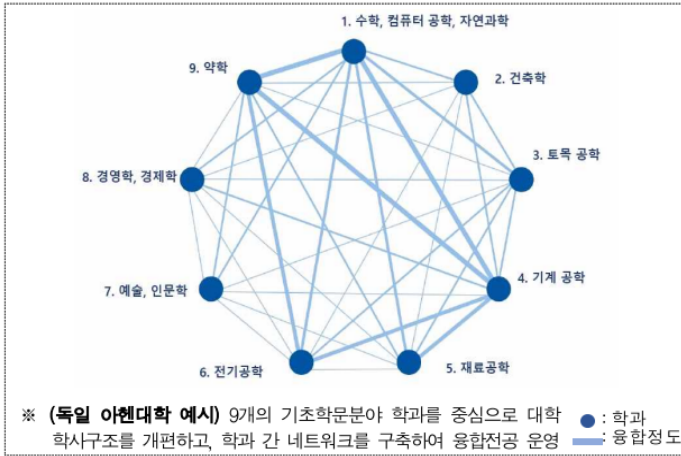 1. 수학, 컴퓨터 공학, 자연과학
9. 약학
2. 건축학
3. 토목 공학
8. 경영학, 경제학
4. 기계 공학
7. 예술, 인문학
6. 전기공학
5. 재료공학
※ (독일 아헨대학 예시) 9개의 기초학문분야 학과를 중심으로 대학
학사구조를 개편하고, 학과 간 네트워크를 구축하여 융합전공 운영
: 학과
: 융합정도